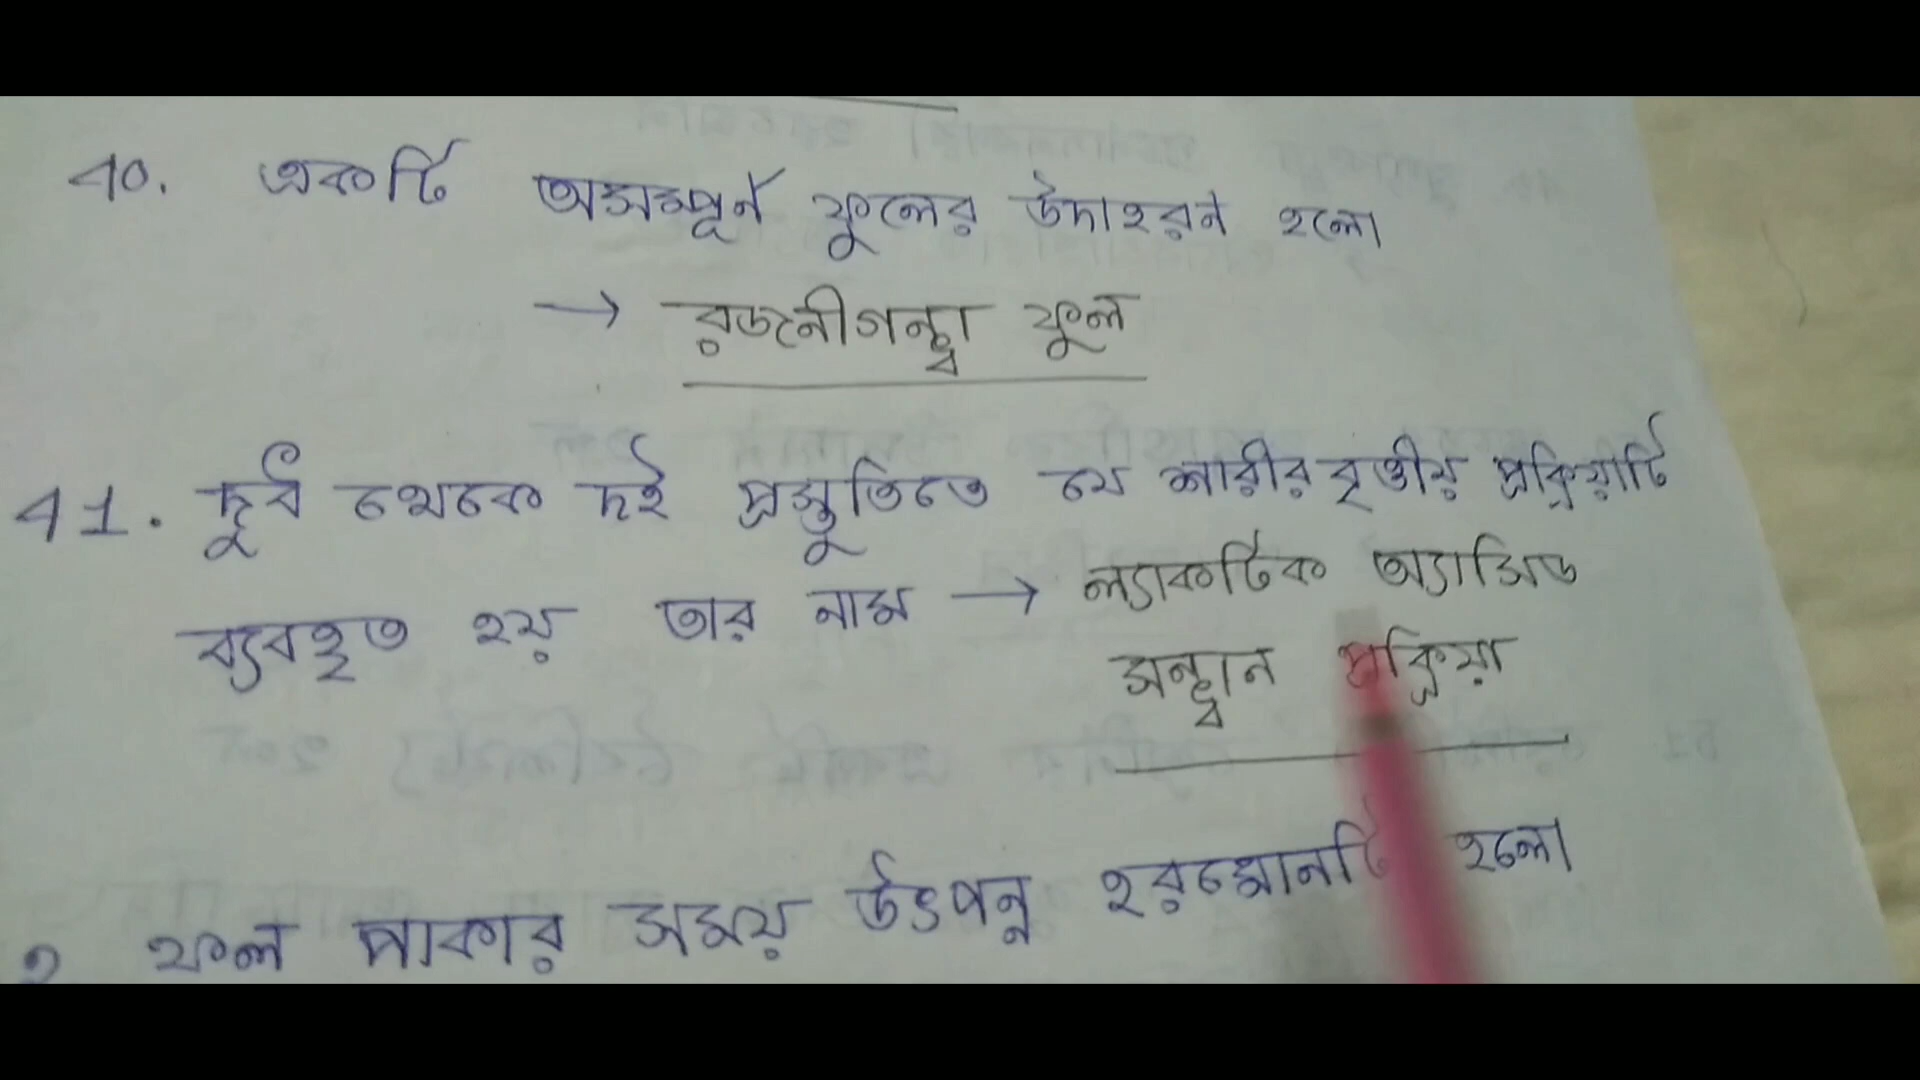 40. একটি অসম্পূর্ন ফুলের উদাহরন হলো
→ রজনীগন্ধা ফুল
41. দুধ থেকে দই প্রস্তুতিতে যে শারীরবৃত্তীয় প্রক্রিয়াটি
ব্যবহৃত হয় তার নাম → ল্যাকটিক অ্যাসিড
সন্ধান প্রক্রিয়া
ফল পাকার সময় উৎপন্ন হরমোনটি হলো